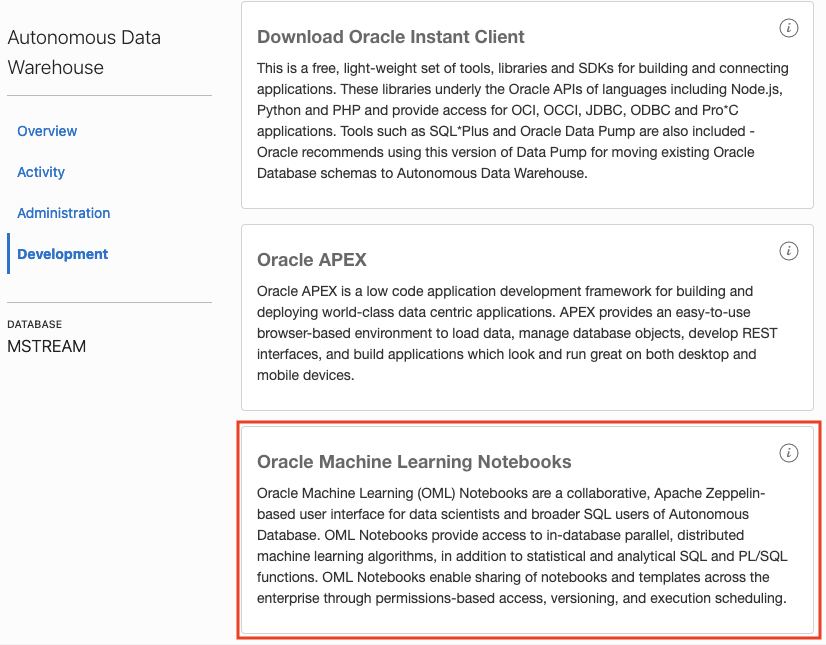 Autonomous Data
Warehouse
Overview
Activity
Administration
Development
DATABASE
MSTREAM
Download Oracle Instant Client
This is a free, light-weight set of tools, libraries and SDKs for building and connecting
applications. These libraries underly the Oracle APIs of languages including Node.js,
Python and PHP and provide access for OCI, OCCI, JDBC, ODBC and Pro*C
applications. Tools such as SQL*Plus and Oracle Data Pump are also included -
Oracle recommends using this version of Data Pump for moving existing Oracle
Database schemas to Autonomous Data Warehouse.
Oracle APEX
Oracle APEX is a low code application development framework for building and
deploying world-class data centric applications. APEX provides an easy-to-use
browser-based environment to load data, manage database objects, develop REST
interfaces, and build applications which look and run great on both desktop and
mobile devices.
Oracle Machine Learning Notebooks
Oracle Machine Learning (OML) Notebooks are a collaborative, Apache Zeppelin-
based user interface for data scientists and broader SQL users of Autonomous
Database. OML Notebooks provide access to in-database parallel, distributed
machine learning algorithms, in addition to statistical and analytical SQL and PL/SQL
functions. OML Notebooks enable sharing of notebooks and templates across the
enterprise through permissions-based access, versioning, and execution scheduling.